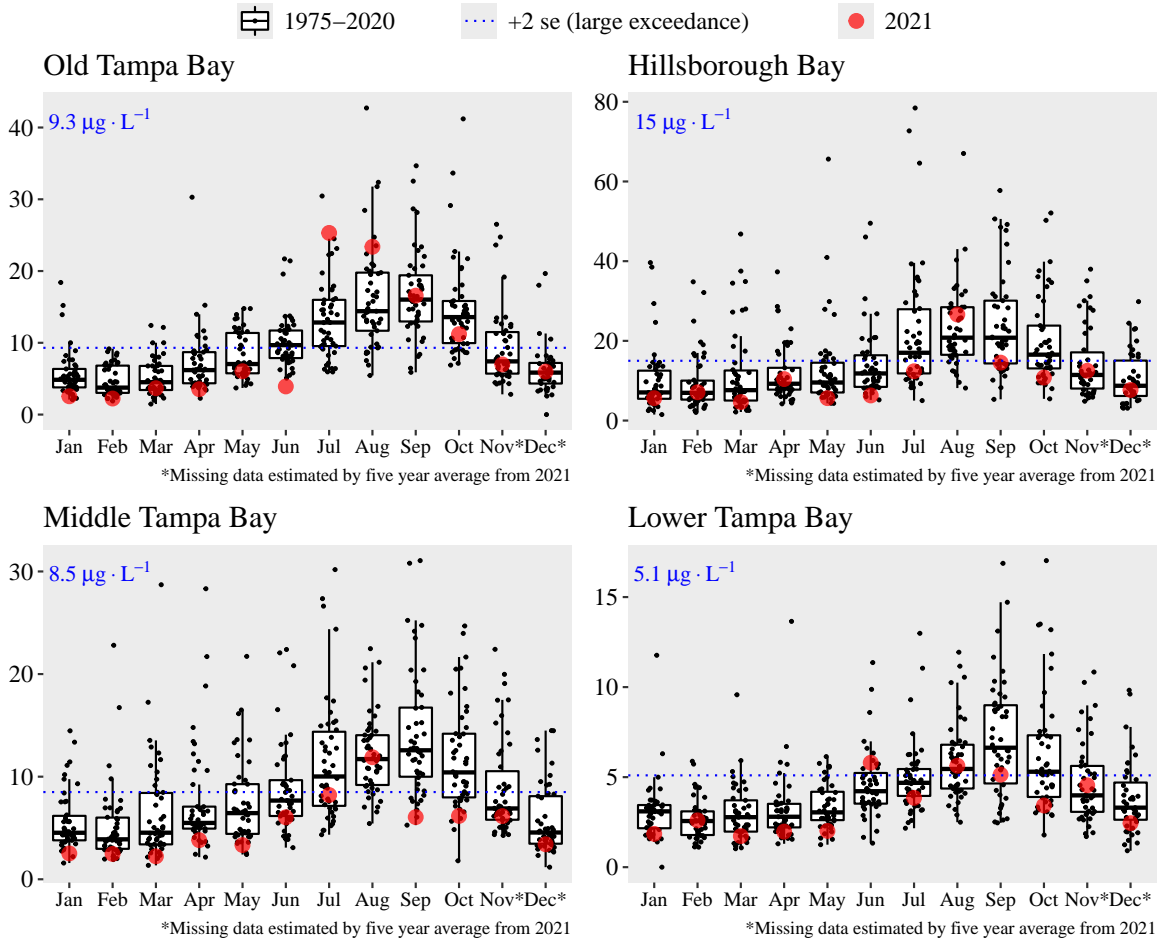 1975−2020 +2 se (large exceedance) 2021
Old Tampa Bay
9.3 μg · L⁻¹
40
30
20
10
0
Jan Feb Mar Apr May Jun Jul Aug Sep Oct Nov* Dec*
*Missing data estimated by five year average from 2021
Hillsborough Bay
15 μg · L⁻¹
80
60
40
20
0
Jan Feb Mar Apr May Jun Jul Aug Sep Oct Nov* Dec*
*Missing data estimated by five year average from 2021
Middle Tampa Bay
8.5 μg · L⁻¹
30
20
10
0
Jan Feb Mar Apr May Jun Jul Aug Sep Oct Nov* Dec*
*Missing data estimated by five year average from 2021
Lower Tampa Bay
5.1 μg · L⁻¹
15
10
5
0
Jan Feb Mar Apr May Jun Jul Aug Sep Oct Nov* Dec*
*Missing data estimated by five year average from 2021